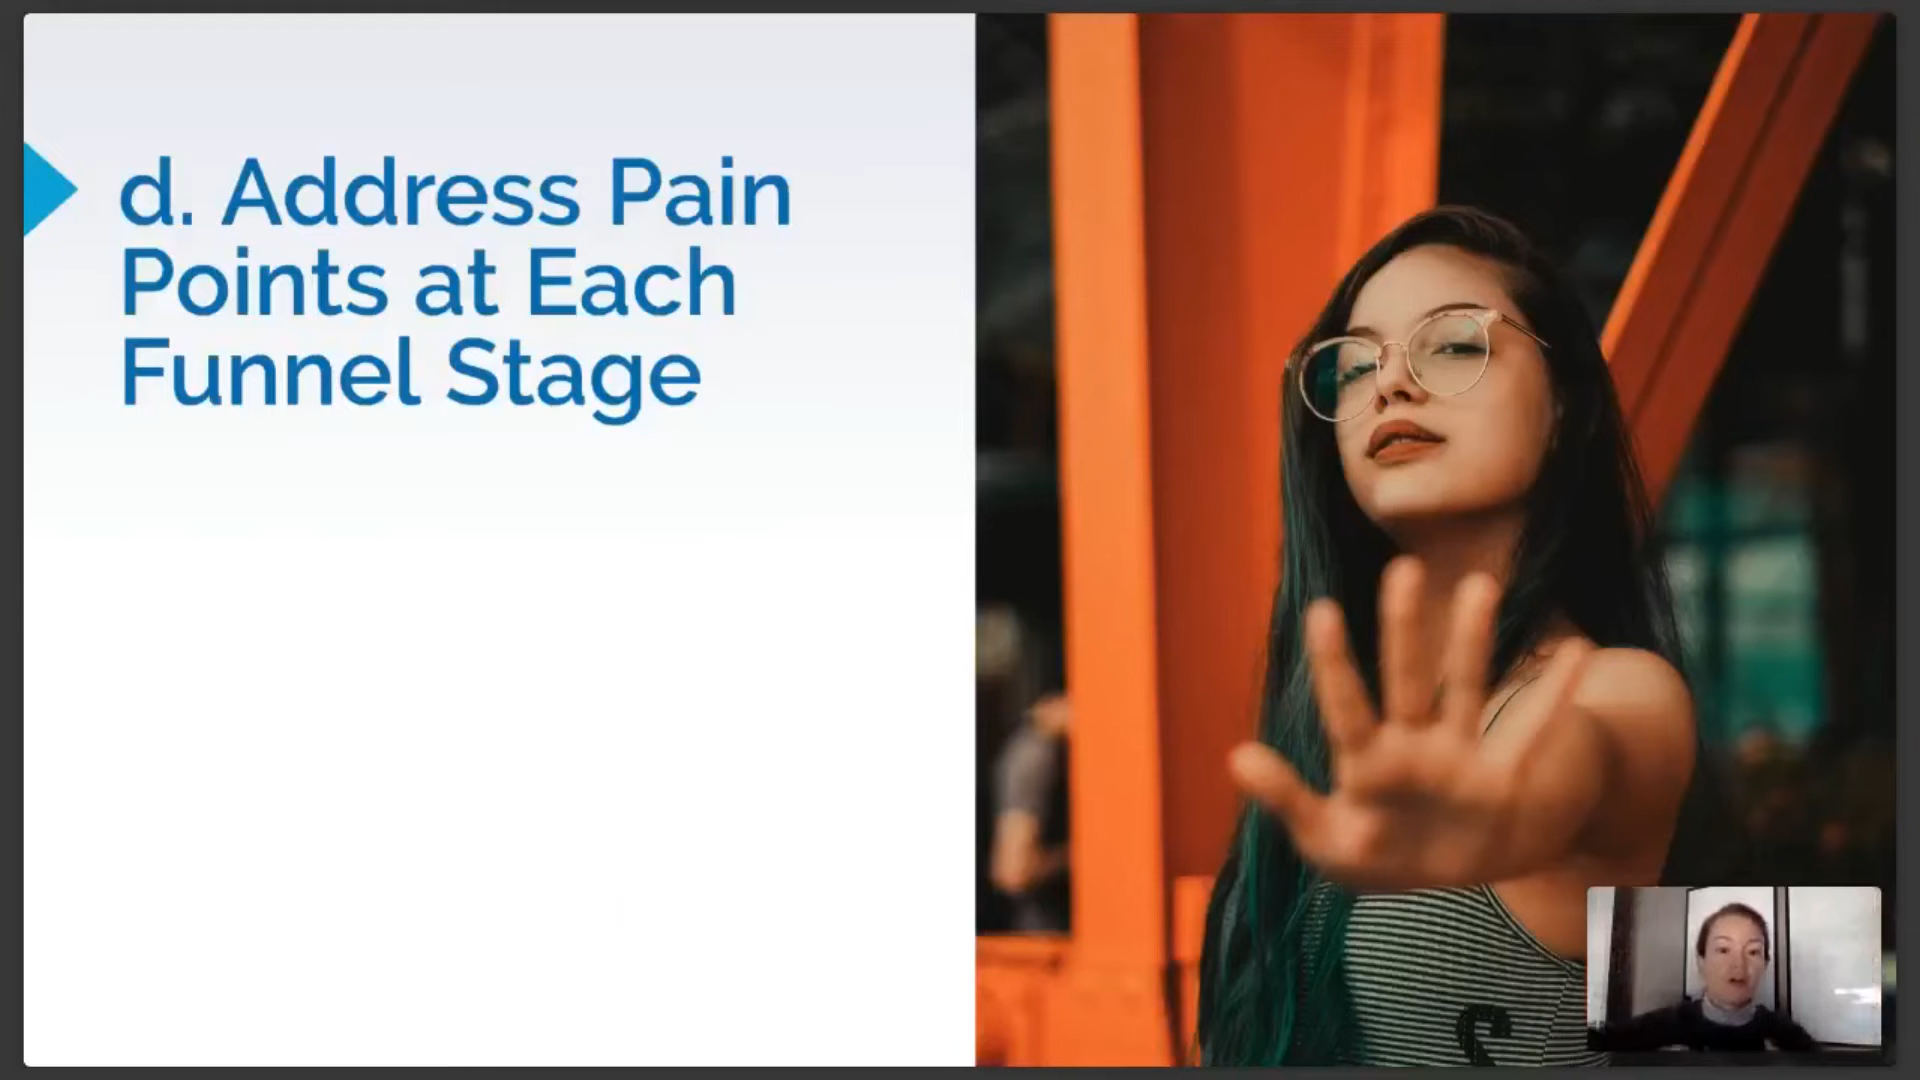 d. Address Pain
Points at Each
Funnel Stage